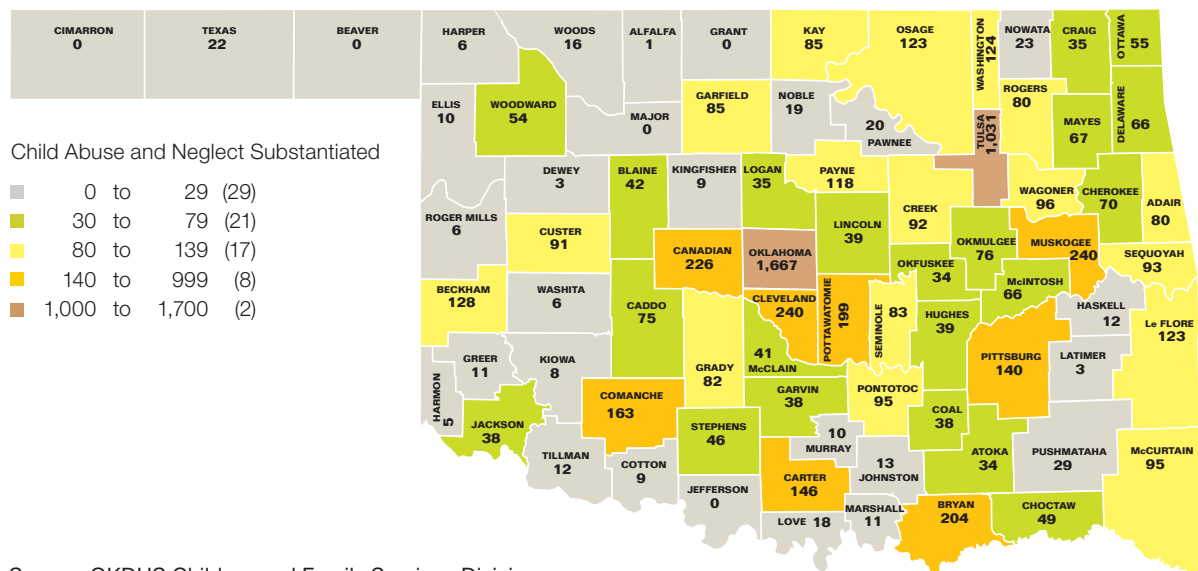 CIMARRON
0
TEXAS
22
BEAVER
0
HARPER
6
WOODS
16
ALFALFA
1
GRANT
0
KAY
85
OSAGE
123
WASHINGTON
124
NOWATA
23
CRAIG
35
OTTAWA
55
ELLIS
10
WOODWARD
54
MAJOR
0
GARFIELD
85
NOBLE
19
20
PAWNEE
TULSA
1,031
ROGERS
80
MAYES
67
DELAWARE
66
Child Abuse and Neglect Substantiated
0 to 29 (29)
30 to 79 (21)
80 to 139 (17)
140 to 999 (8)
1,000 to 1,700 (2)
DEWEY
3
BLAINE
42
KINGFISHER
9
LOGAN
35
PAYNE
118
CREEK
92
WAGONER
96
CHEROKEE
70
ADAIR
80
ROGER MILLS
6
CUSTER
91
CANADIAN
226
OKLAHOMA
1,667
LINCOLN
39
OKFUSKEE
34
OKMULGEE
76
MUSKOGEE
240
SEQUOYAH
93
BECKHAM
128
WASHITA
6
CADDO
75
CLEVELAND
240
POTTAWATOMIE
199
SEMINOLE
83
HUGHES
39
McINTOSH
66
HASKELL
12
Le FLORE
123
GREER
11
KIOWA
8
GRADY
82
41
McCLAIN
PITTSBURG
140
LATIMER
3
HARMON
5
JACKSON
38
COMANCHE
163
STEPHENS
46
GARVIN
38
PONTOTOC
95
COAL
38
TILLMAN
12
COTTON
9
10
MURRAY
13
JOHNSTON
ATOKA
34
PUSHMATAHA
29
McCURTAIN
95
JEFFERSON
0
CARTER
146
LOVE 18
MARSHALL
11
BRYAN
204
CHOCTAW
49